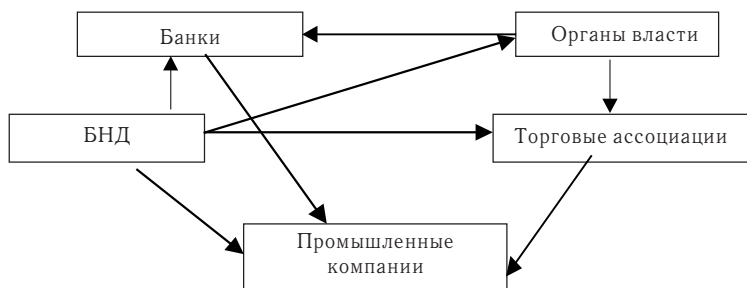 Банки
Органы власти
БНД
Торговые ассоциации
Промышленные
компании